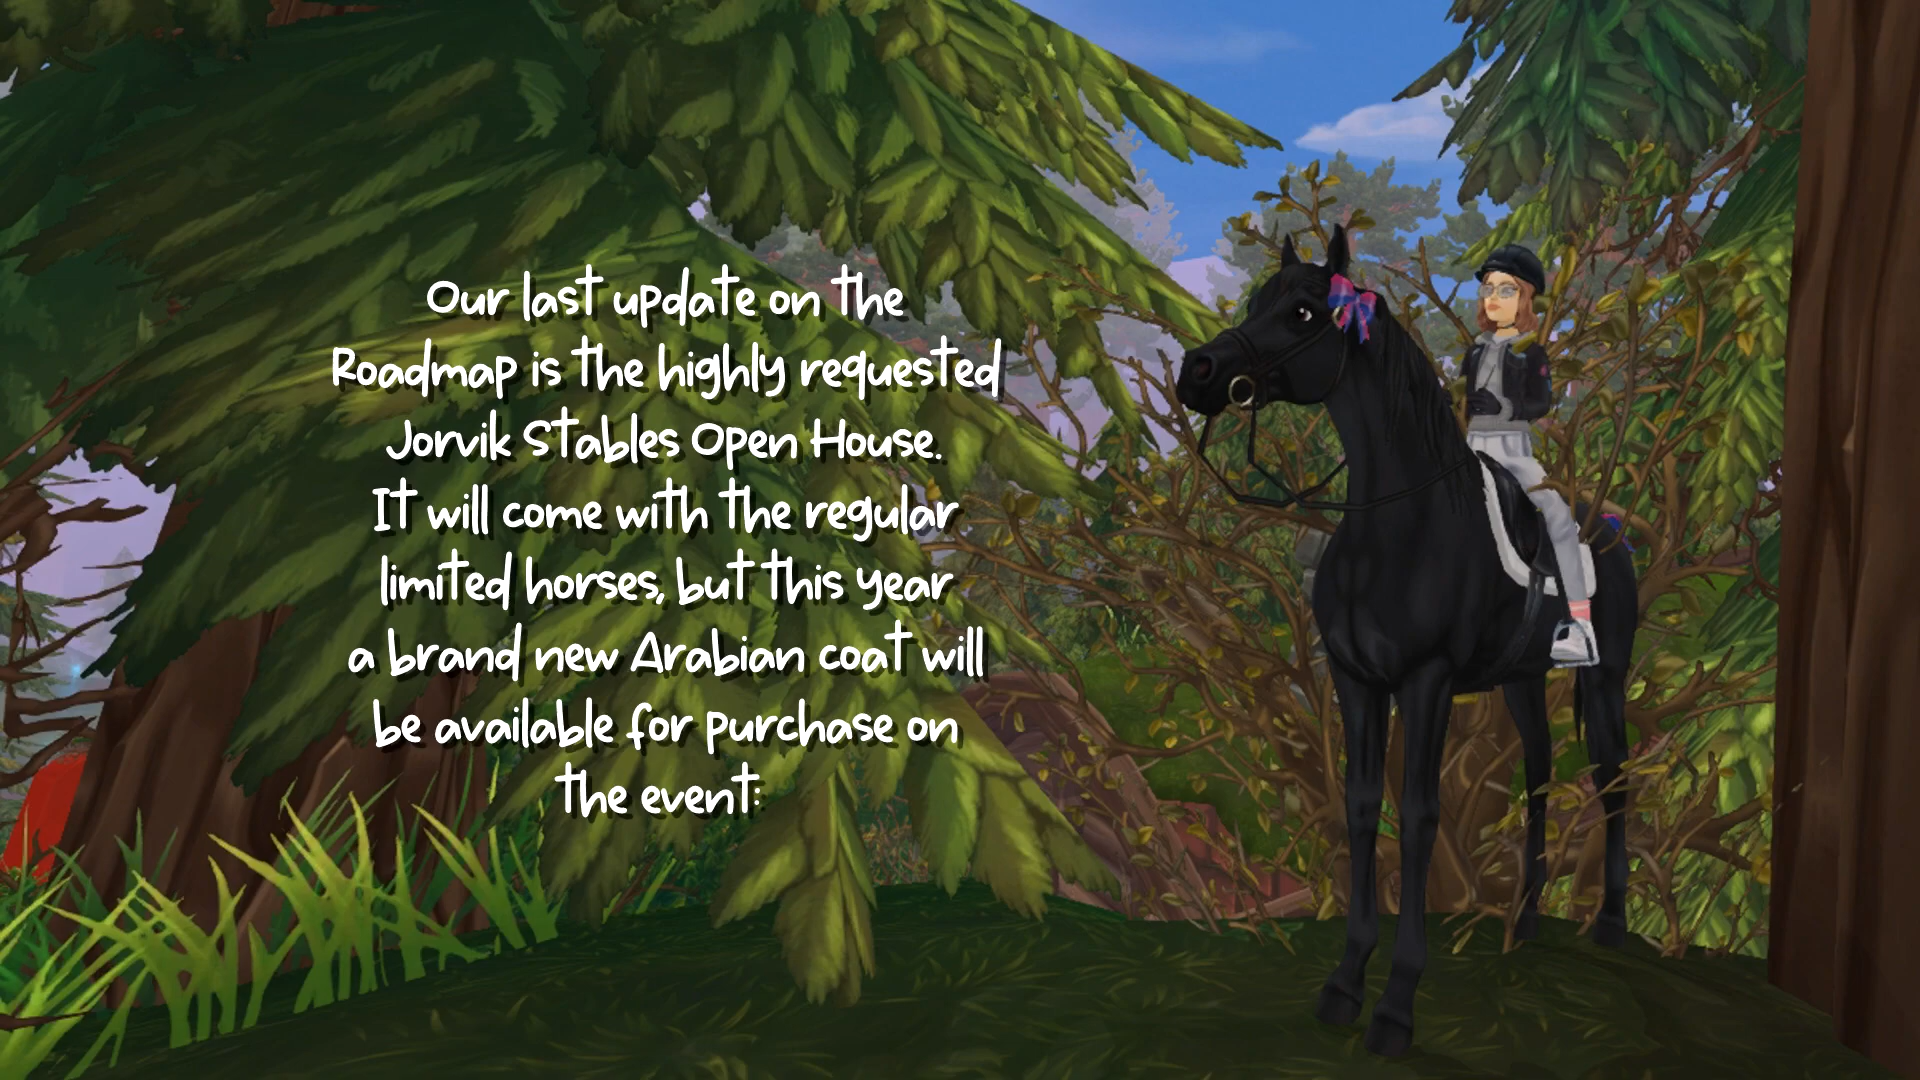 Our last update on the
Roadmap is the highly requested
Jorvik Stables Open House.
It will come with the regular
limited horses, but this year
a brand new Arabian coat will
be available for purchase on
the event: